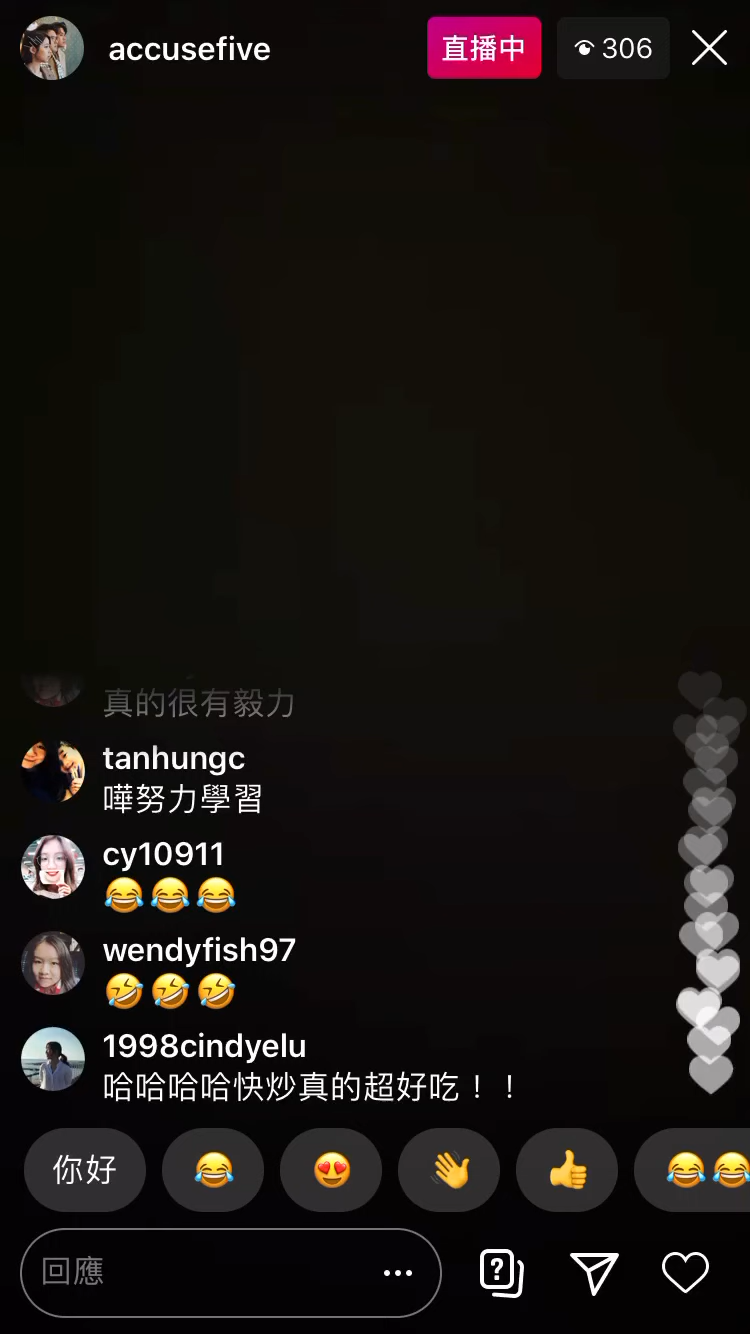 accusefive
直播中
306
真的很有毅力
tanhungc
嘩努力學習
cy10911
😂😂😂
wendyfish97
🤣🤣🤣
1998cindyelu
哈哈哈哈快炒真的超好吃！！
你好 😂 😍 👋 👍 😂😂
回應